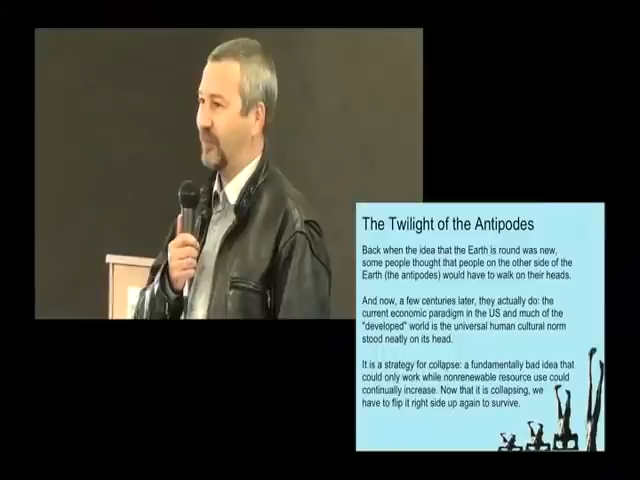 The Twilight of the Antipodes
Back when the idea that the Earth is round was new,
some people thought that people on the other side of the
Earth (the antipodes) would have to walk on their heads.
And now, a few centuries later, they actually do: the
current economic paradigm in the US and much of the
"developed" world is the universal human cultural norm
stood neatly on its head.
It is a strategy for collapse: a fundamentally bad idea that
could only work while nonrenewable resource use could
continually increase. Now that it is collapsing, we
have to flip it right side up again to survive.